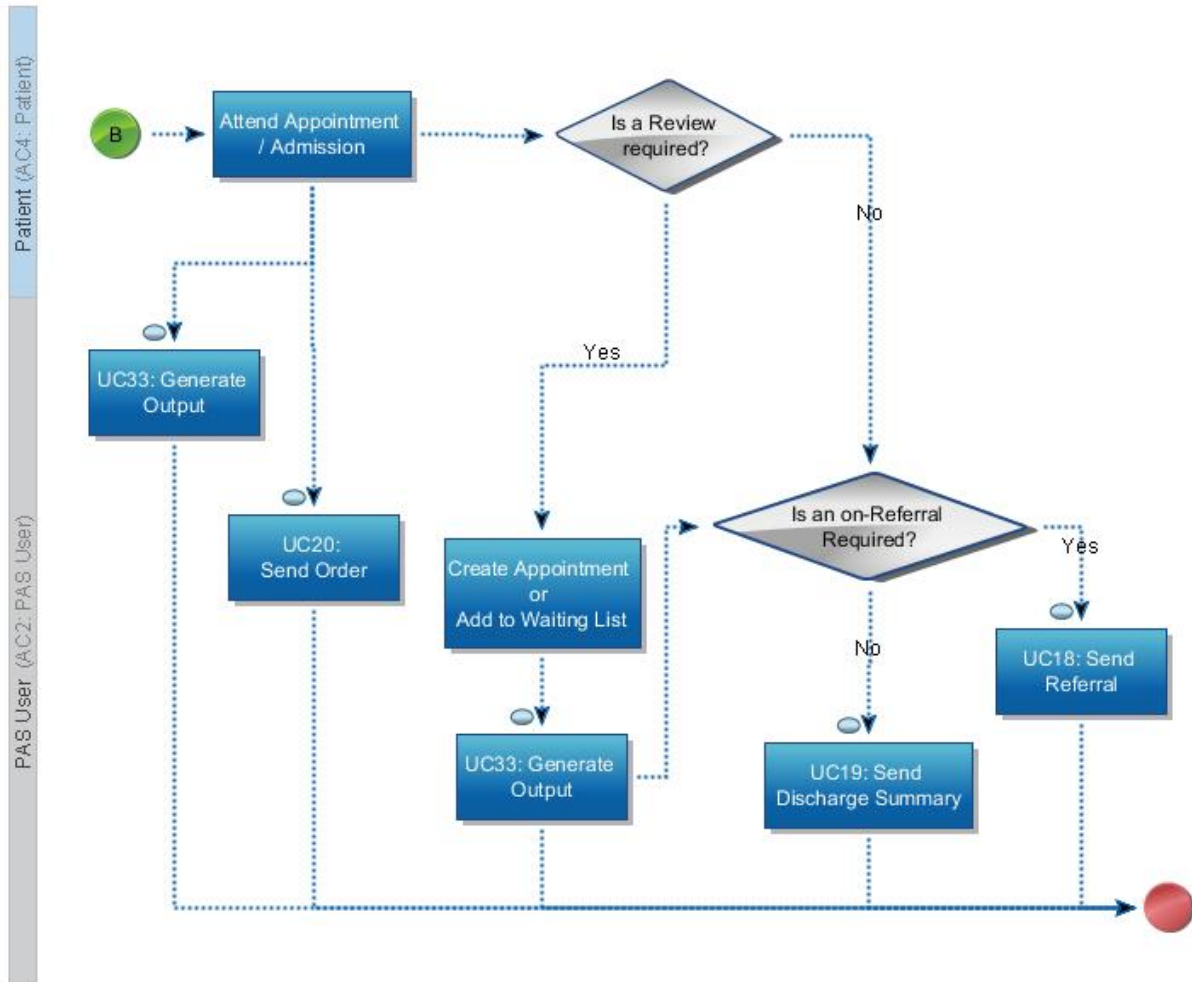 Patient (AC4: Patient)
PAS User (AC2: PAS User)
B
Attend Appointment
/ Admission
Is a Review
required?
No
Yes
UC33: Generate
Output
UC20:
Send Order
Create Appointment
or
Add to Waiting List
Is an on-Referral
Required?
Yes
No
UC18: Send
Referral
UC33: Generate
Output
UC19: Send
Discharge Summary